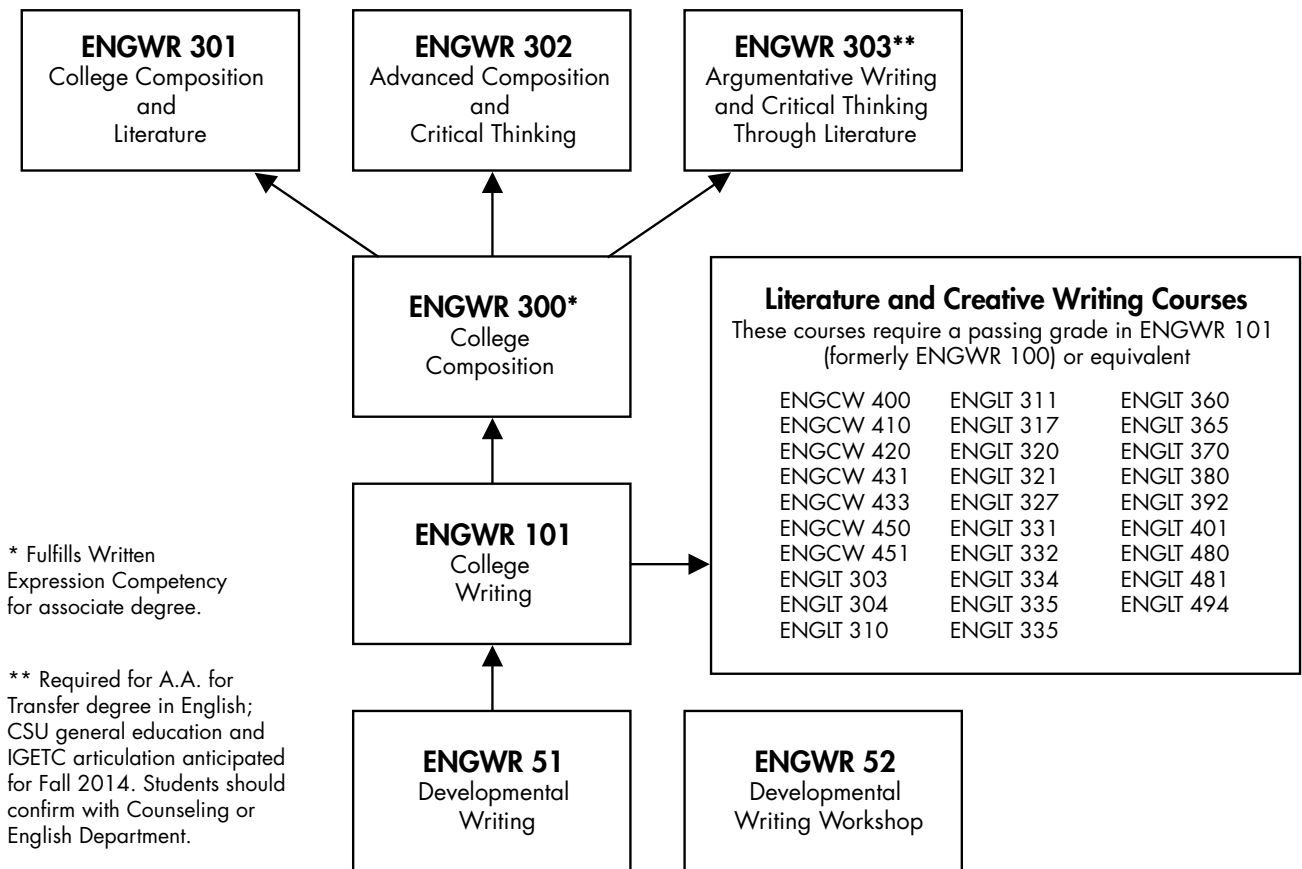 ENGWR 301
College Composition
and
Literature
ENGWR 302
Advanced Composition
and
Critical Thinking
ENGWR 303**
Argumentative Writing
and Critical Thinking
Through Literature
ENGWR 300*
College
Composition
Literature and Creative Writing Courses
These courses require a passing grade in ENGWR 101
(formerly ENGWR 100) or equivalent
ENGCW 400
ENGCW 410
ENGCW 420
ENGCW 431
ENGCW 433
ENGCW 450
ENGCW 451
ENGLT 303
ENGLT 304
ENGLT 310
ENGLT 311
ENGLT 317
ENGLT 320
ENGLT 321
ENGLT 327
ENGLT 331
ENGLT 332
ENGLT 334
ENGLT 335
ENGLT 335
ENGLT 360
ENGLT 365
ENGLT 370
ENGLT 380
ENGLT 392
ENGLT 401
ENGLT 480
ENGLT 481
ENGLT 494
ENGWR 101
College
Writing
* Fulfills Written
Expression Competency
for associate degree.
** Required for A.A. for
Transfer degree in English;
CSU general education and
IGETC articulation anticipated
for Fall 2014. Students should
confirm with Counseling or
English Department.
ENGWR 51
Developmental
Writing
ENGWR 52
Developmental
Writing Workshop